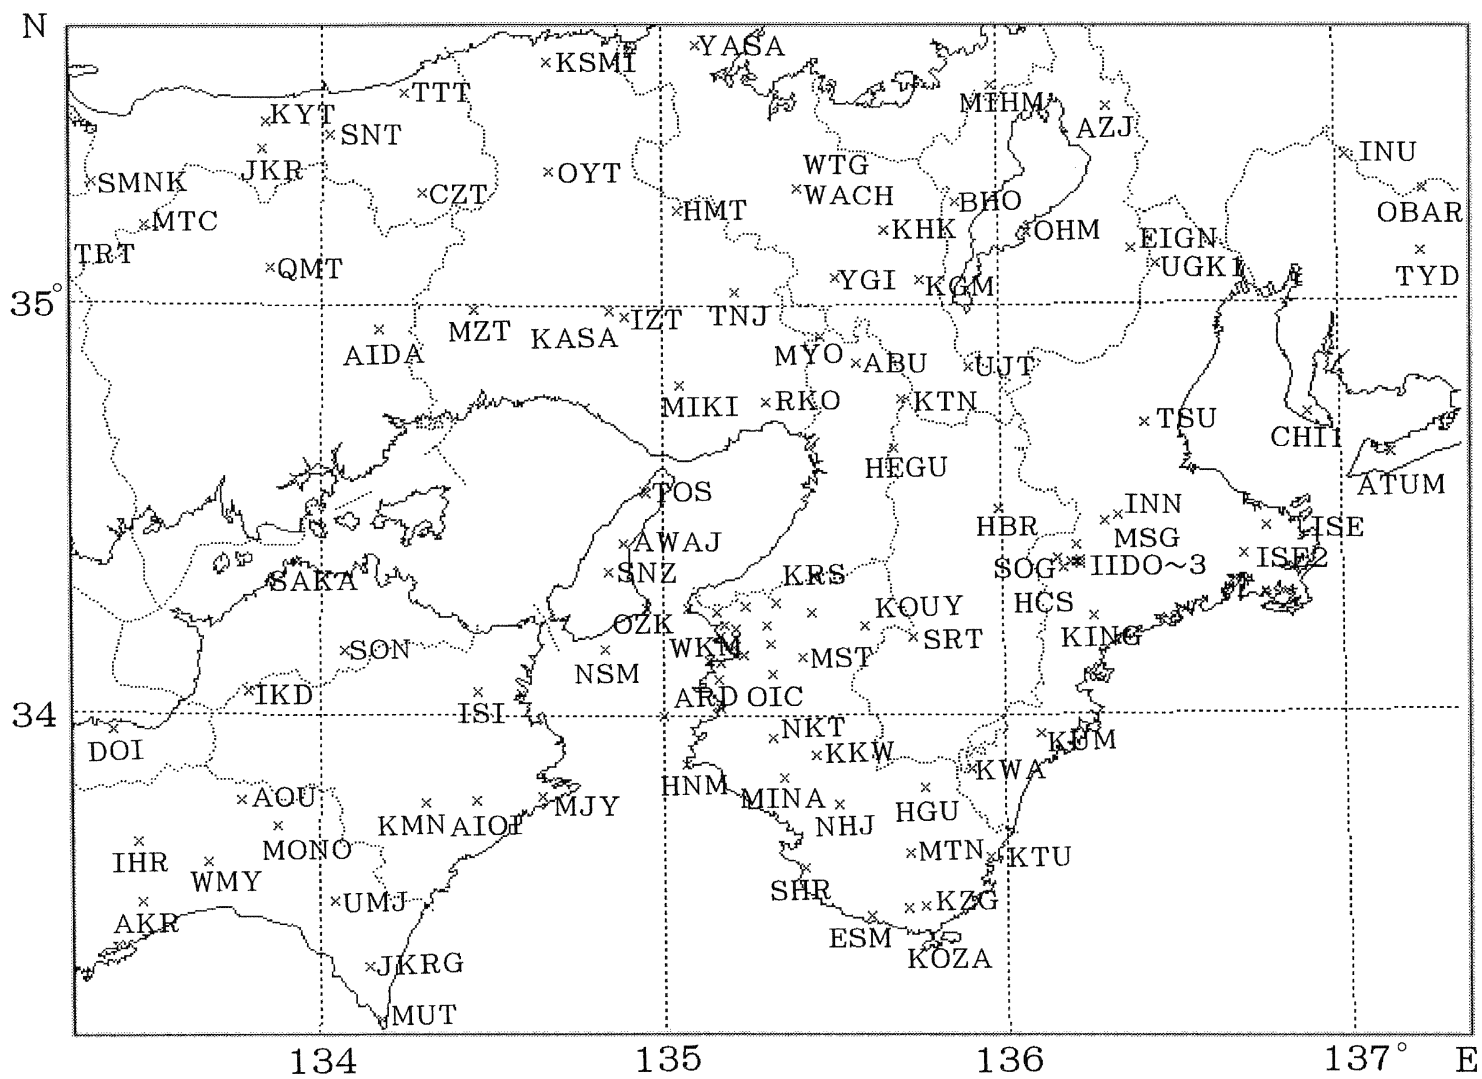 N
YASA
KSMI
TTT
MIHM
KYT
AZJ
SNT
INU
WTG
JKR
OYT
SMNK
CZT
WACH
BHO
OBAR
HMT
MTC
KHK
OHM
EIGN
TRT
QMT
UGK1
TYD
YGI
KGM
35°
TNJ
IZT
MZT
KASA
AIDA
MYO
ABU
UJT
MIKI
RKO
KTN
TSU
CHI1
HEGU
ATUM
TOS
INN
HBR
LISE
MSG
AWAJ
ISE2
SOG
IIDO~3
SNZ
KRS
SAKA
HCS
KOUY
OZK
KING
SRT
WKM
SON
MST
NSM
IKD
ARD
OIC
ISI
34
NKT
DOI
KUM
KKW
KWA
HNM
AOU
MINA
MJY
HGU
KMN
AIOI
NHJ
MONO
MTN
KTU
IHR
WMY
SHR
UMJ
KZG
AKR
ESM
KOZA
JKRG
MUT
134
135
136
137° E